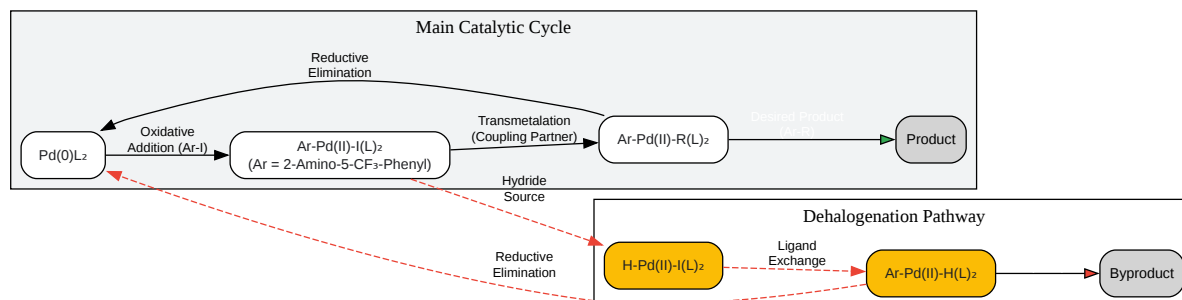 Main Catalytic Cycle
Reductive
Elimination
Pd(0)L₂
Oxidative
Addition (Ar-I)
Ar-Pd(II)-I(L)₂
(Ar = 2-Amino-5-CF₃-Phenyl)
Transmetalation
(Coupling Partner)
Ar-Pd(II)-R(L)₂
Desired Product
(Ar-R)
Product
Hydride
Source
Dehalogenation Pathway
Reductive
Elimination
H-Pd(II)-I(L)₂
Ligand
Exchange
Ar-Pd(II)-H(L)₂
Byproduct